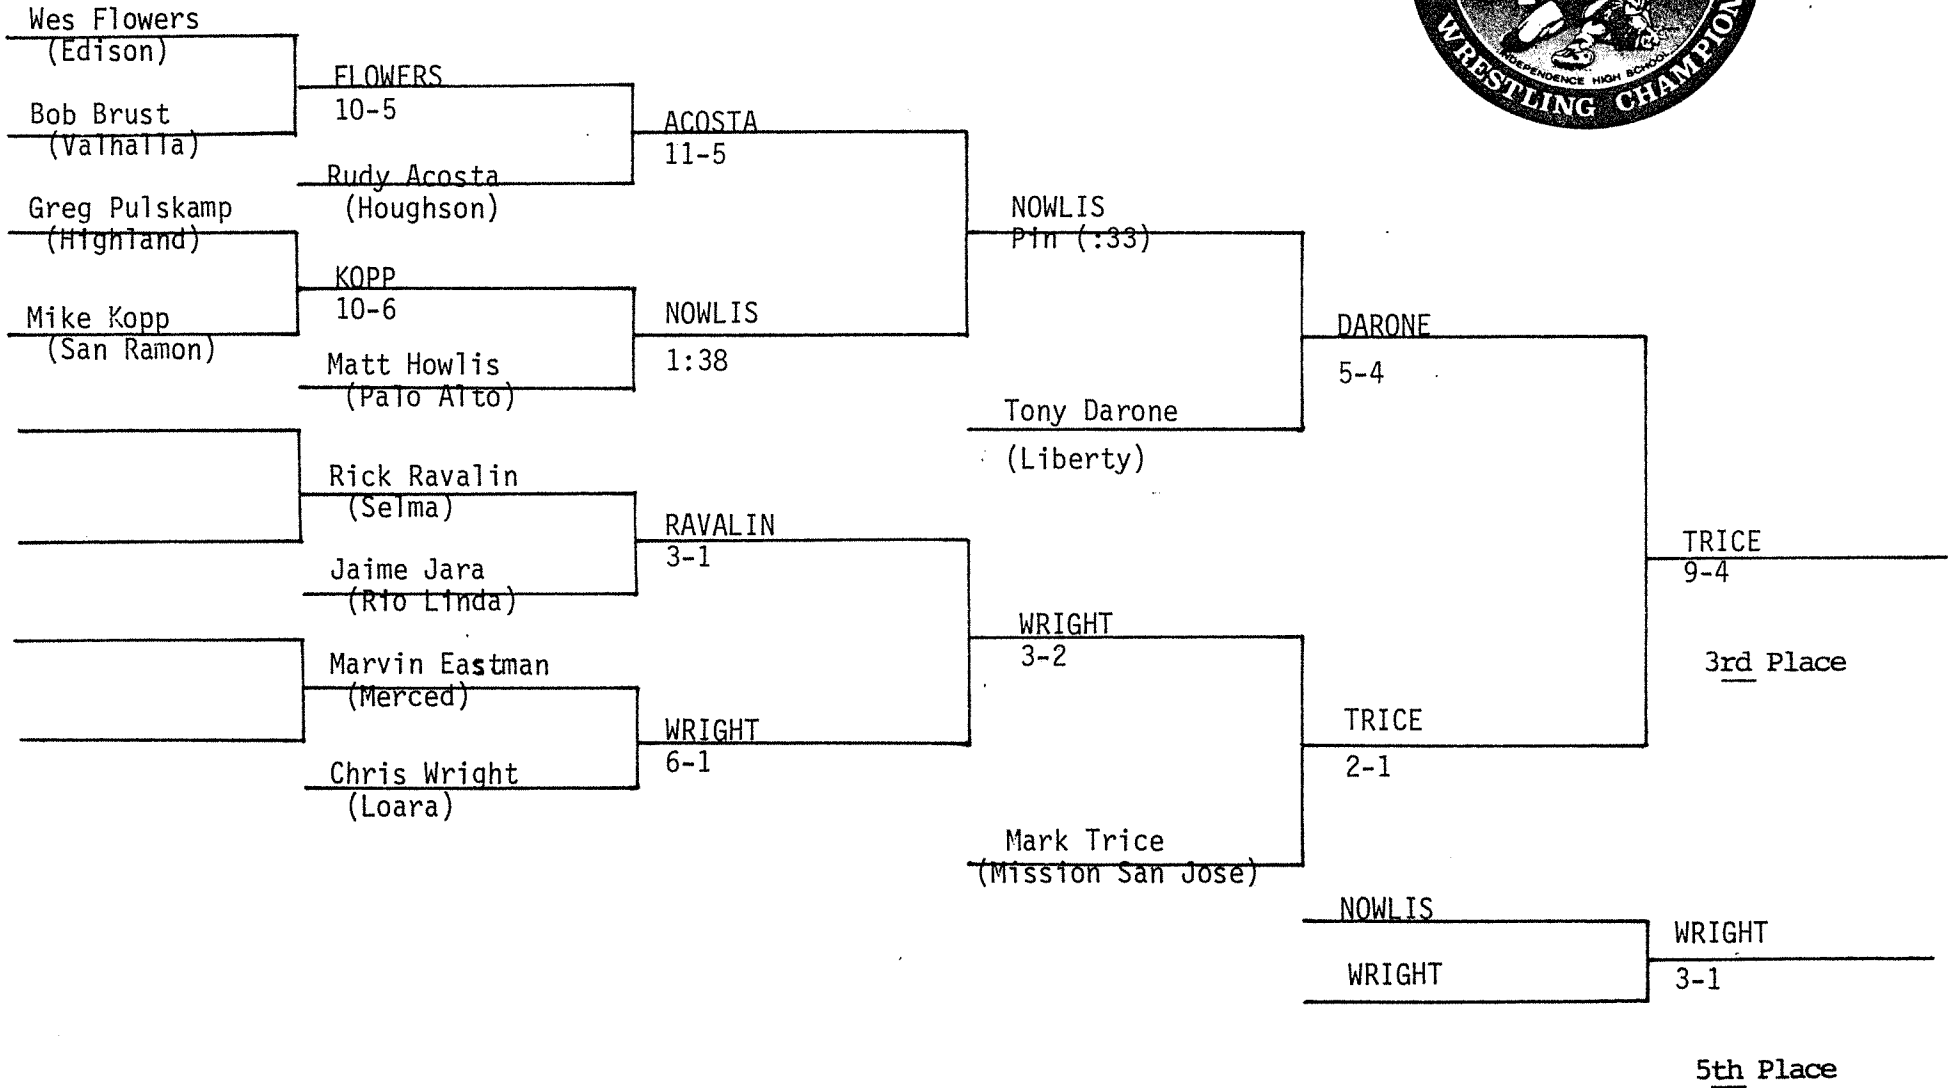 Wes Flowers
(Edison)
Bob Brust
(Valhalla)
Greg Pulskamp
(Highland)
Mike Kopp
(San Ramon)
FLOWERS
10-5
Rudy Acosta
(Houghson)
KOPP
10-6
Matt Howlis
(Palo Alto)
Rick Ravalin
(Selma)
Jaime Jara
(Rio Linda)
Marvin Eastman
(Merced)
Chris Wright
(Loara)
ACOSTA
11-5
NOWLIS
1:38
RAVALIN
3-1
WRIGHT
6-1
NOWLIS
Pin (:33)
Tony Darone
(Liberty)
WRIGHT
3-2
Mark Trice
(Mission San Jose)
DARONE
5-4
TRICE
2-1
NOWLIS
WRIGHT
TRICE
9-4
3rd Place
WRIGHT
3-1
5th Place
INDEPENDENCE HIGH SCHOOL
WRESTLING CHAMPION